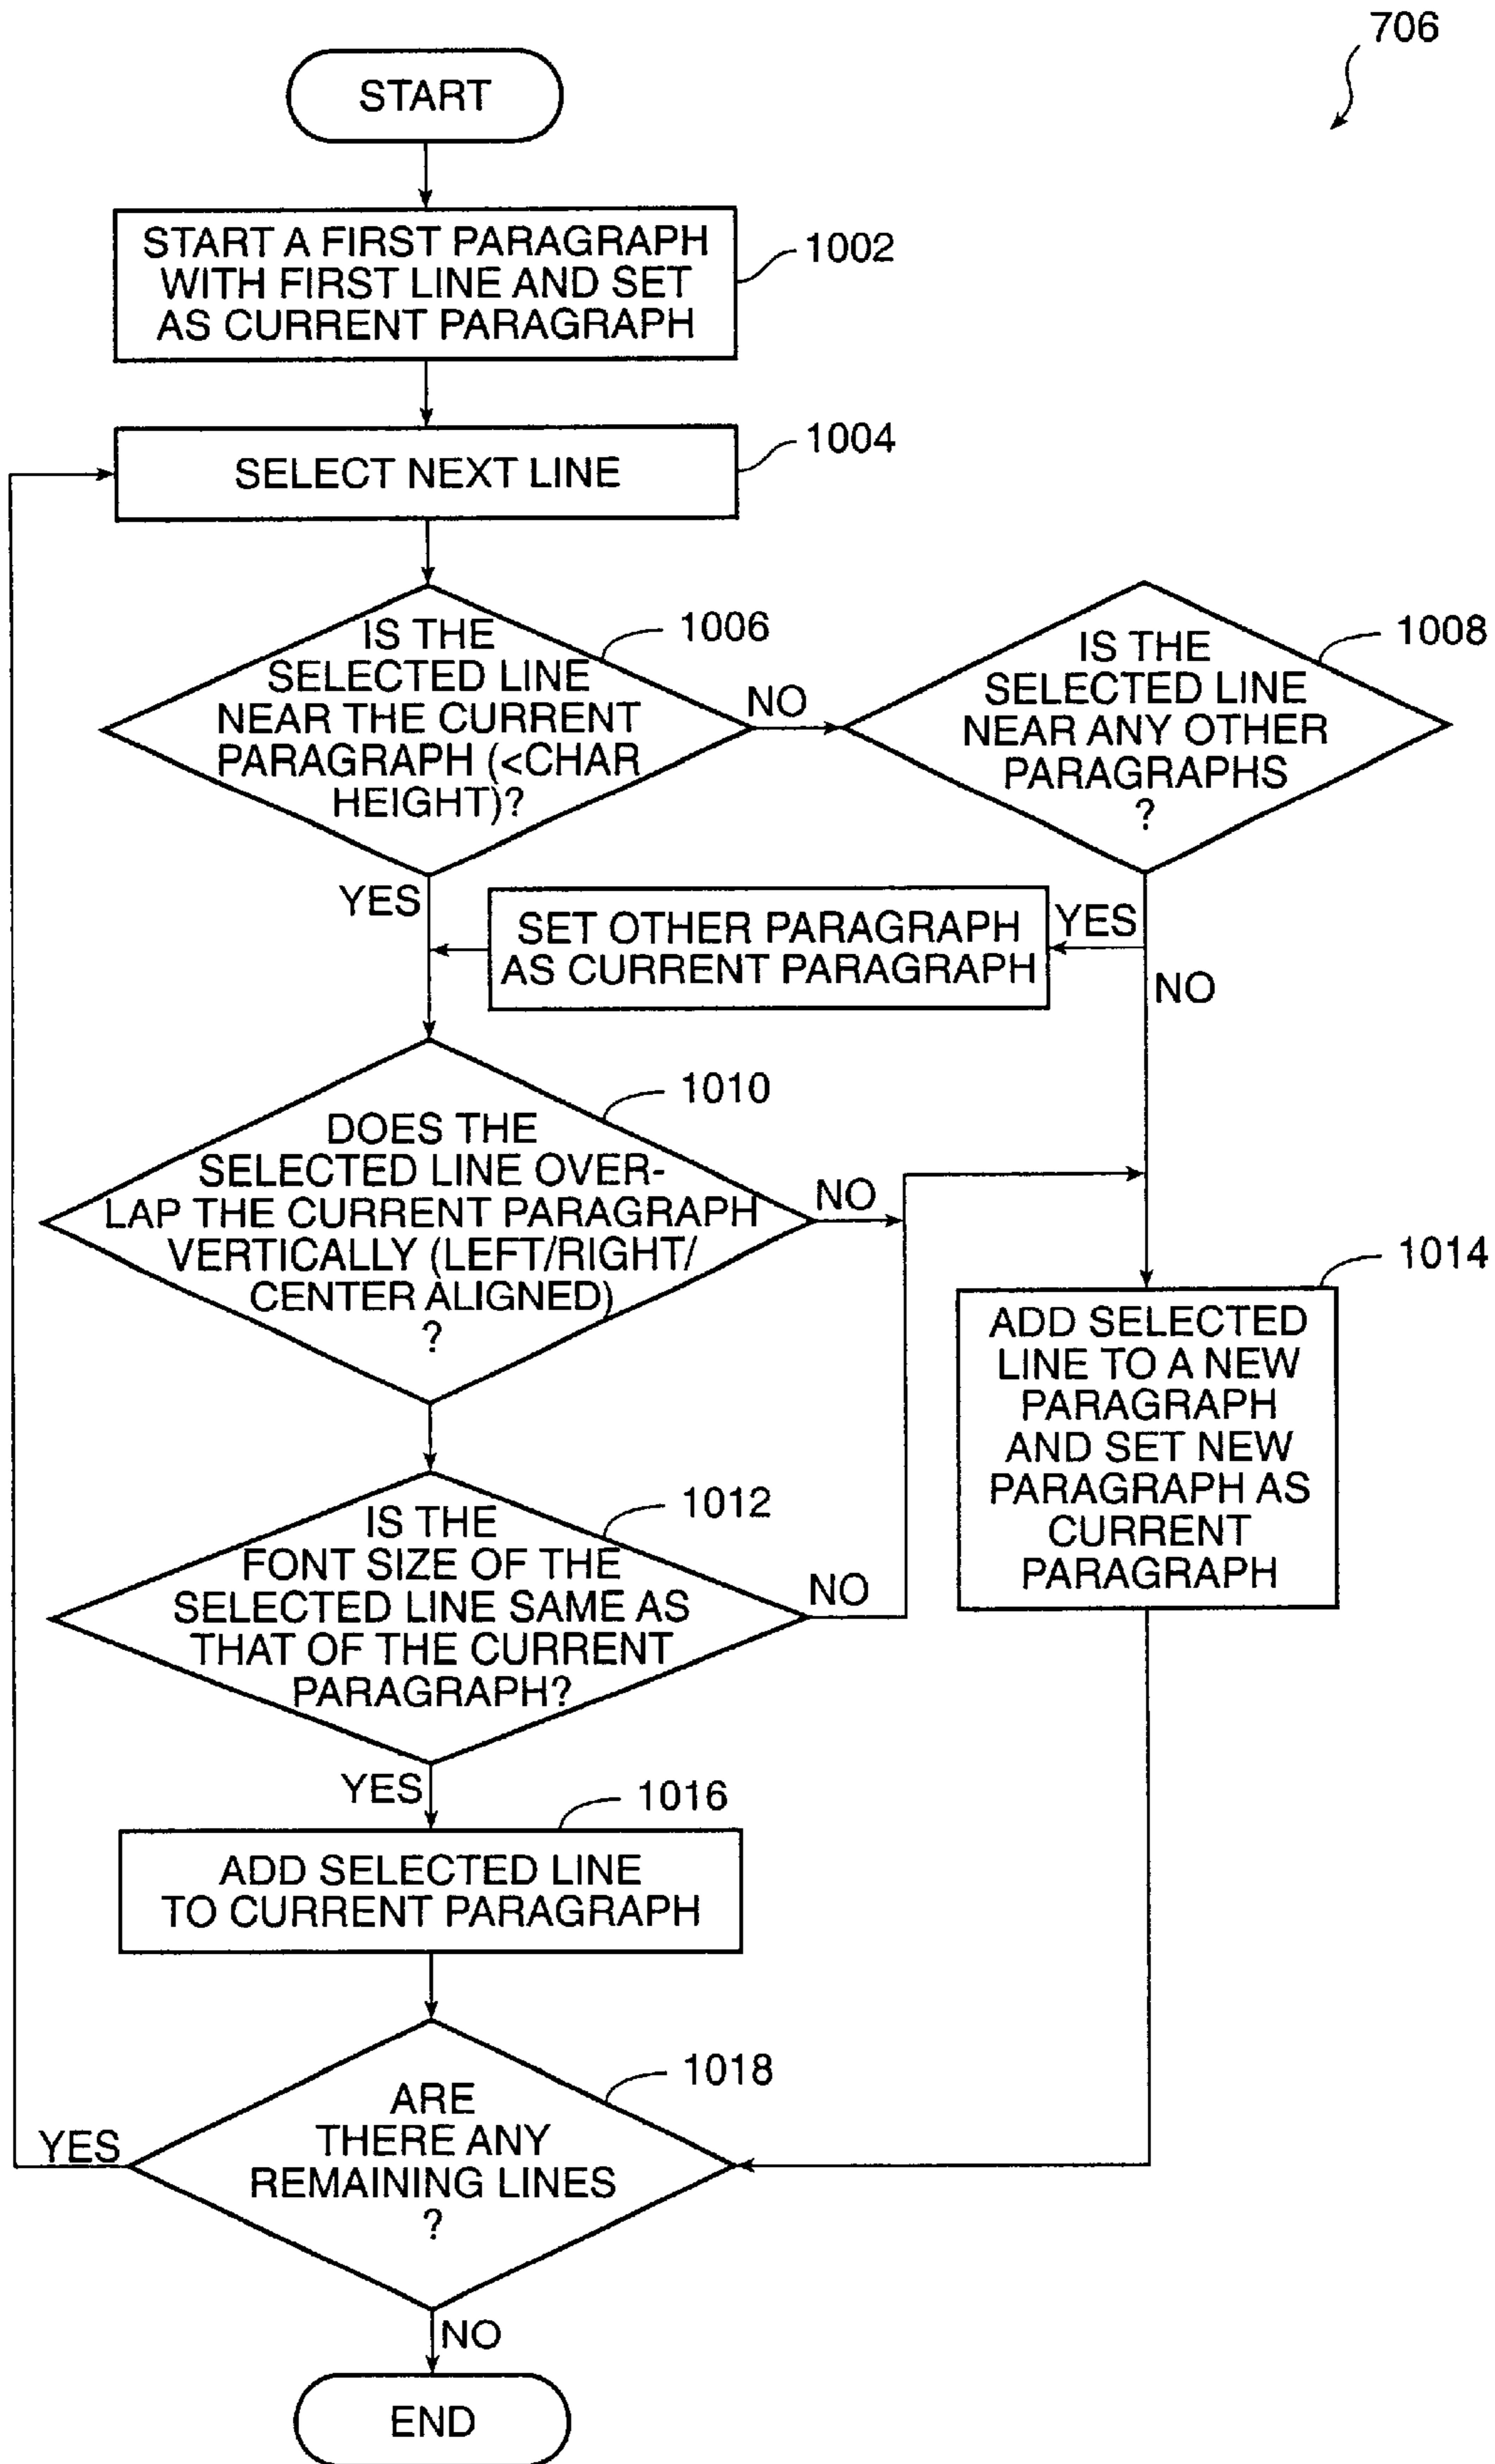 706
START
START A FIRST PARAGRAPH
WITH FIRST LINE AND SET
AS CURRENT PARAGRAPH
1002
SELECT NEXT LINE
1004
IS THE
SELECTED LINE
NEAR THE CURRENT
PARAGRAPH (<CHAR
HEIGHT)?
1006
NO
IS THE
SELECTED LINE
NEAR ANY OTHER
PARAGRAPHS
?
1008
YES
SET OTHER PARAGRAPH
AS CURRENT PARAGRAPH
YES
NO
DOES THE
SELECTED LINE OVER-
LAP THE CURRENT PARAGRAPH
VERTICALLY (LEFT/RIGHT/
CENTER ALIGNED)
?
1010
NO
ADD SELECTED
LINE TO A NEW
PARAGRAPH
AND SET NEW
PARAGRAPH AS
CURRENT
PARAGRAPH
1014
IS THE
FONT SIZE OF THE
SELECTED LINE SAME AS
THAT OF THE CURRENT
PARAGRAPH?
1012
NO
YES
ADD SELECTED LINE
TO CURRENT PARAGRAPH
1016
ARE
THERE ANY
REMAINING LINES
?
1018
YES
NO
END